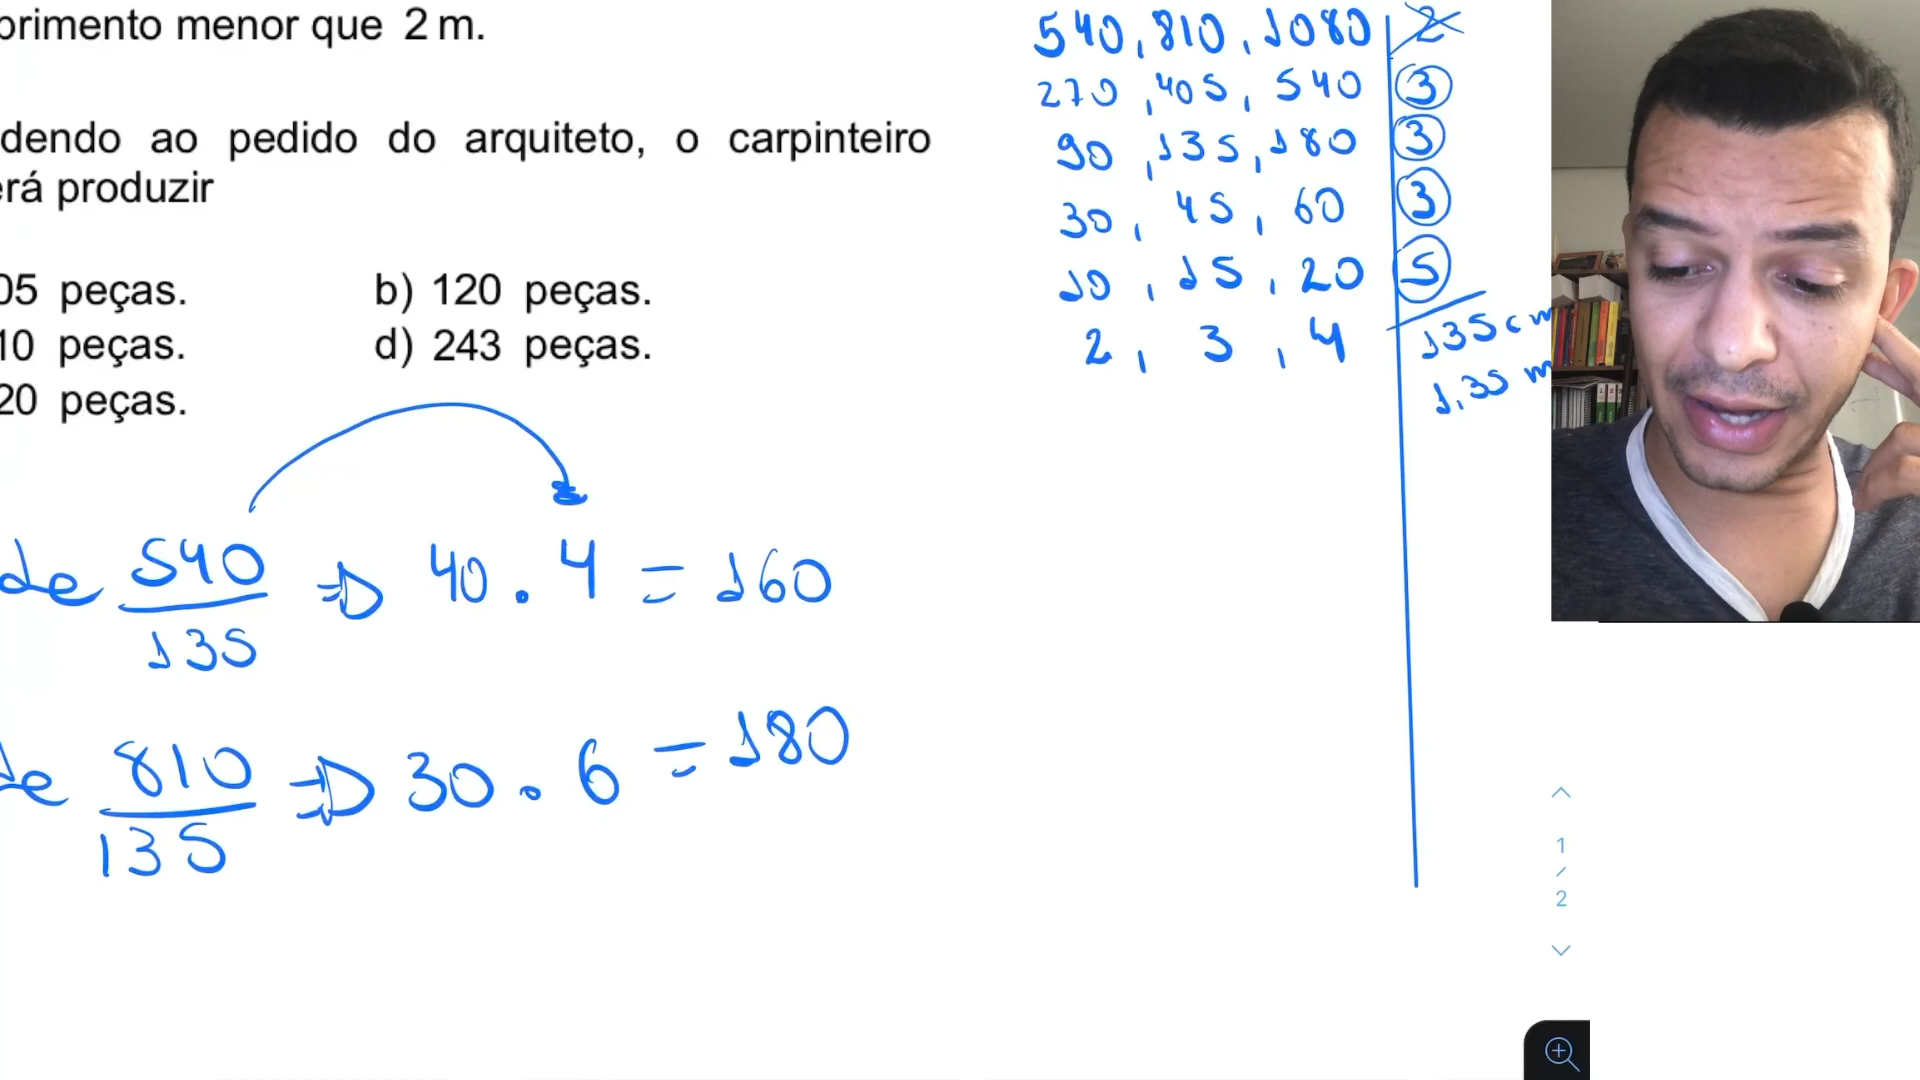 primento menor que 2 m.
dendo ao pedido do arquiteto, o carpinteiro
erá produzir
05 peças. b) 120 peças.
10 peças. d) 243 peças.
20 peças.
de 540/135 ⇒ 40 . 4 = 160
de 810/135 ⇒ 30 . 6 = 180
540, 810, 1080 | 2
270, 405, 540 | 3
90, 135, 180 | 3
30, 45, 60 | 3
10, 15, 20 | 5
2, 3, 4 | 135 cm
1,35 m
1
/
2